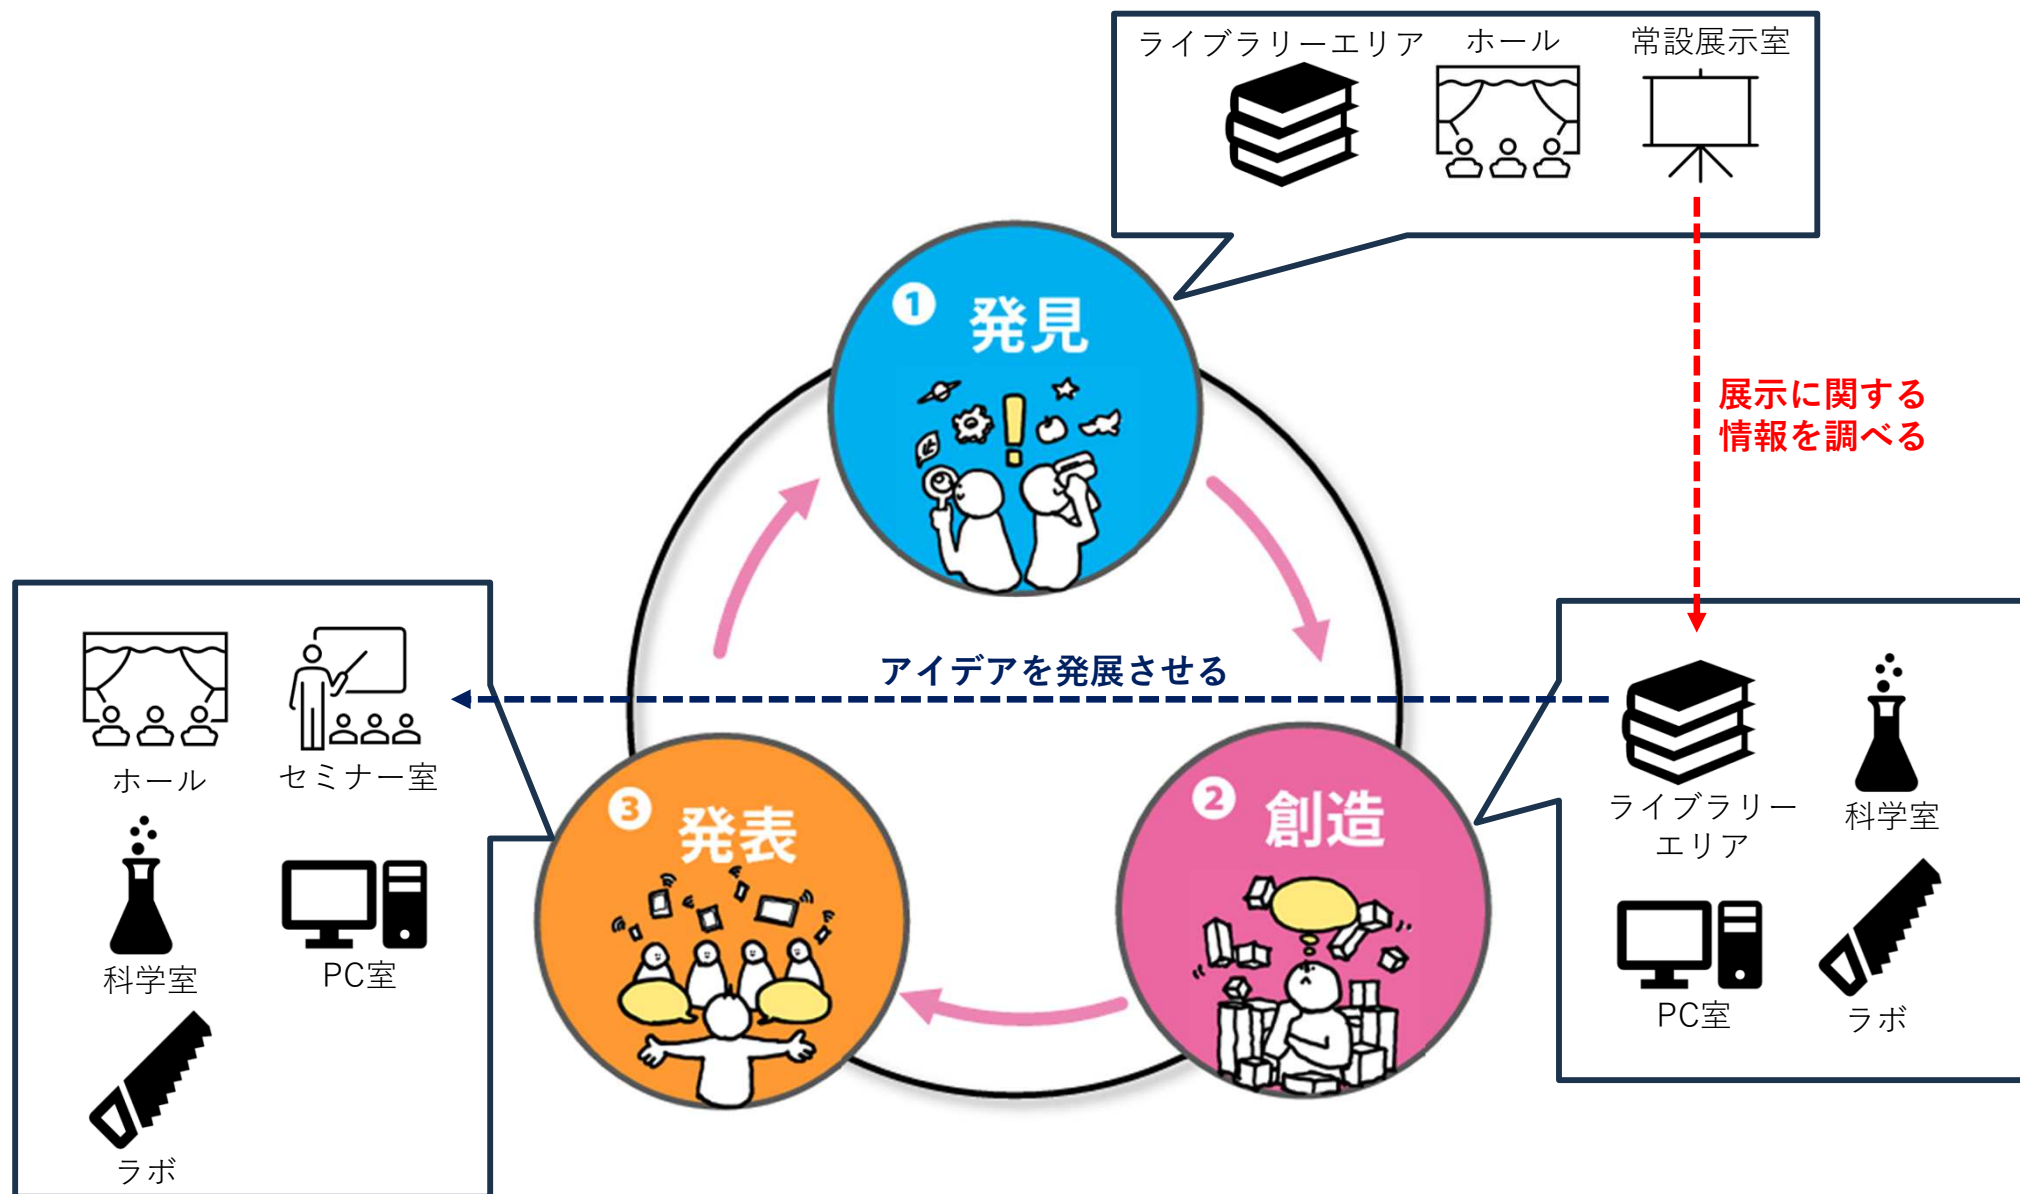 ライブラリーエリア
ホール
常設展示室
❶ 発見
展示に関する
情報を調べる
アイデアを発展させる
ホール
セミナー室
科学室
PC室
ラボ
❸ 発表
❷ 創造
ライブラリー
エリア
科学室
PC室
ラボ